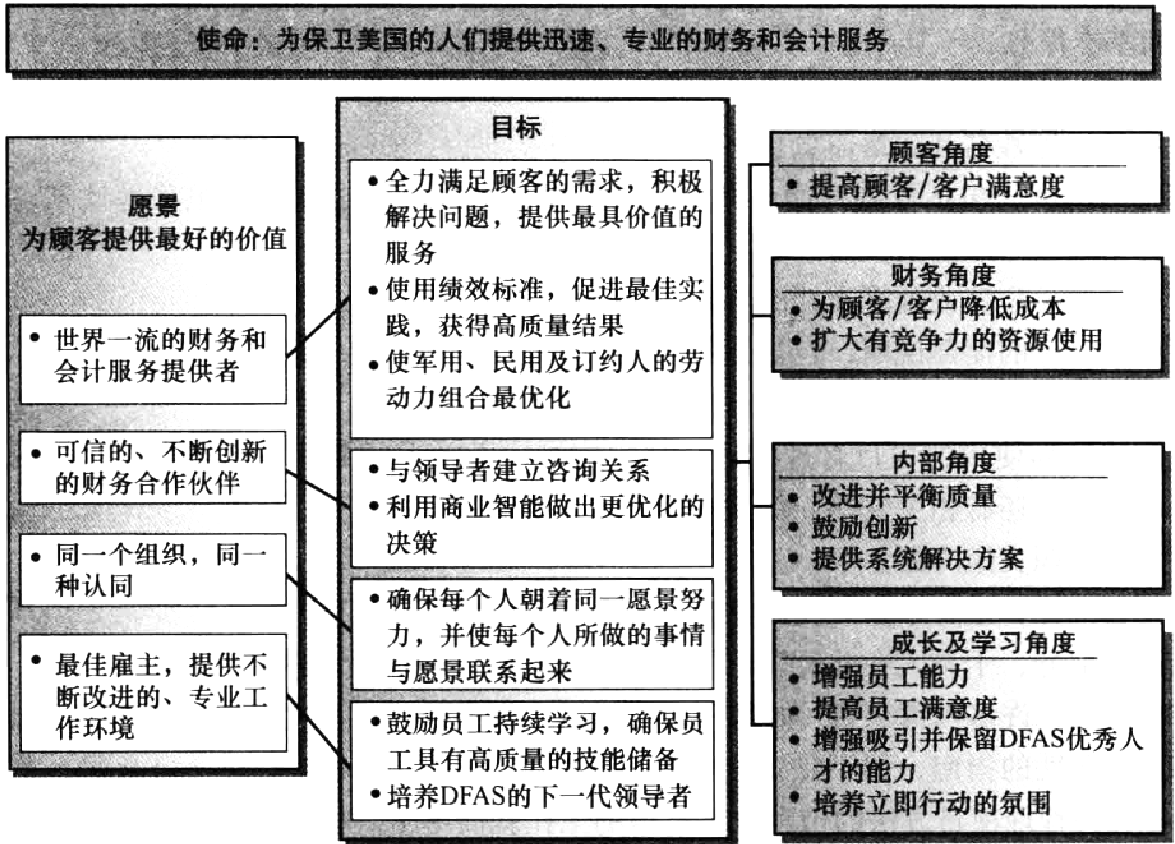 使命：为保卫美国的人们提供迅速、专业的财务和会计服务
愿景
为顾客提供最好的价值
• 世界一流的财务和
会计服务提供者
• 可信的、不断创新
的财务合作伙伴
• 同一个组织，同一
种认同
• 最佳雇主，提供不
断改进的、专业工
作环境
目标
• 全力满足顾客的需求，积极
解决问题，提供最具价值的
服务
• 使用绩效标准，促进最佳实
践，获得高质量结果
• 使军用、民用及订约人的劳
动力组合最优化
• 与领导者建立咨询关系
• 利用商业智能做出更优化的
决策
• 确保每个人朝着同一愿景努
力，并使每个人所做的事情
与愿景联系起来
• 鼓励员工持续学习，确保员
工具有高质量的技能储备
• 培养DFAS的下一代领导者
顾客角度
• 提高顾客/客户满意度
财务角度
• 为顾客/客户降低成本
• 扩大有竞争力的资源使用
内部角度
• 改进并平衡质量
• 鼓励创新
• 提供系统解决方案
成长及学习角度
• 增强员工能力
• 提高员工满意度
• 增强吸引并保留DFAS优秀人
才的能力
• 培养立即行动的氛围